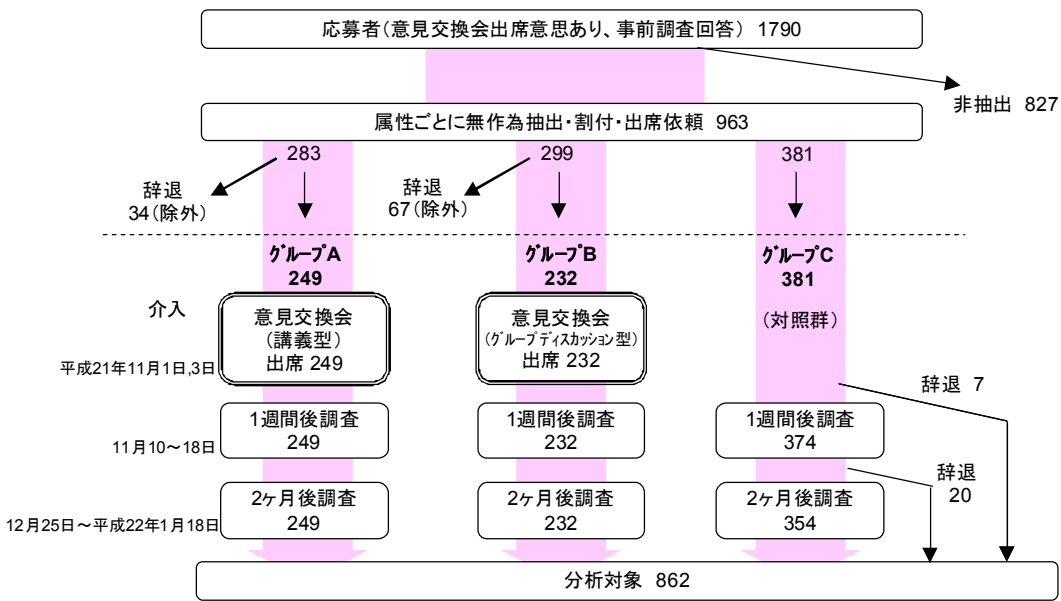 応募者(意見交換会出席意思あり、事前調査回答) 1790
非抽出 827
属性ごとに無作為抽出・割付・出席依頼 963
283
299
381
辞退
34(除外)
辞退
67(除外)
グループA
249
グループB
232
グループC
381
介入
平成21年11月1日,3日
意見交換会
(講義型)
出席 249
意見交換会
(グループディスカッション型)
出席 232
(対照群)
辞退 7
11月10~18日
1週間後調査
249
1週間後調査
232
1週間後調査
374
辞退
20
12月25日~平成22年1月18日
2ヶ月後調査
249
2ヶ月後調査
232
2ヶ月後調査
354
分析対象 862